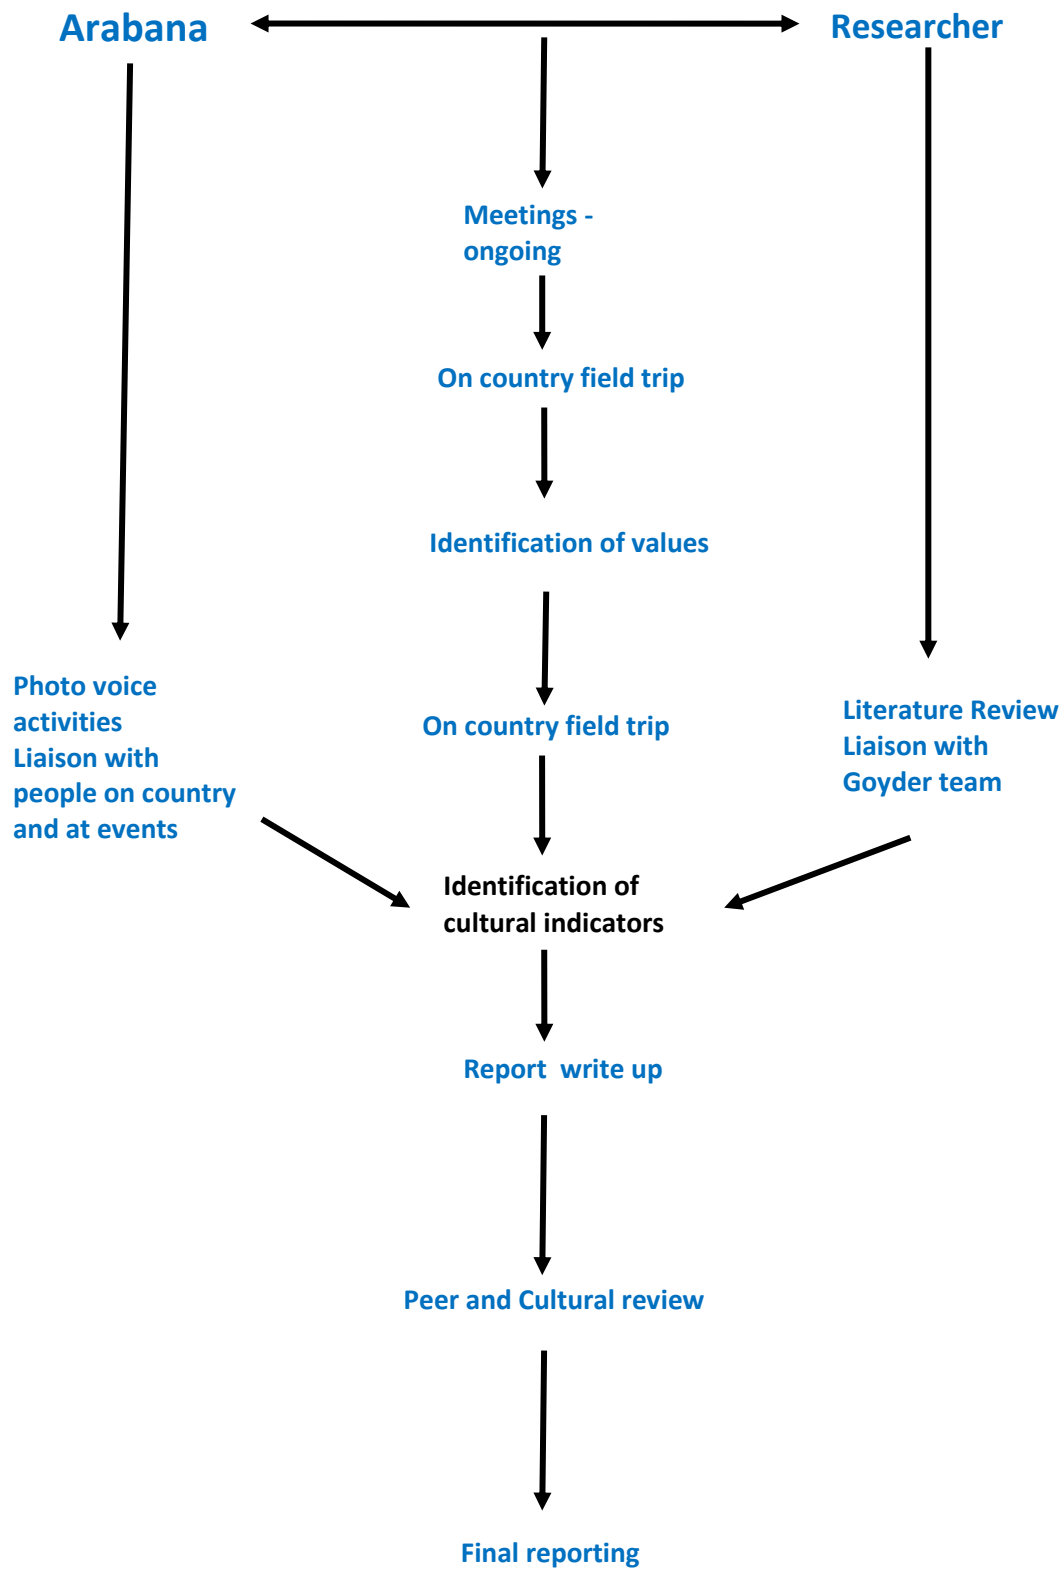 Arabana
Researcher
Meetings -
ongoing
On country field trip
Identification of values
Photo voice
activities
Liaison with
people on country
and at events
On country field trip
Literature Review
Liaison with
Goyder team
Identification of
cultural indicators
Report  write up
Peer and Cultural review
Final reporting